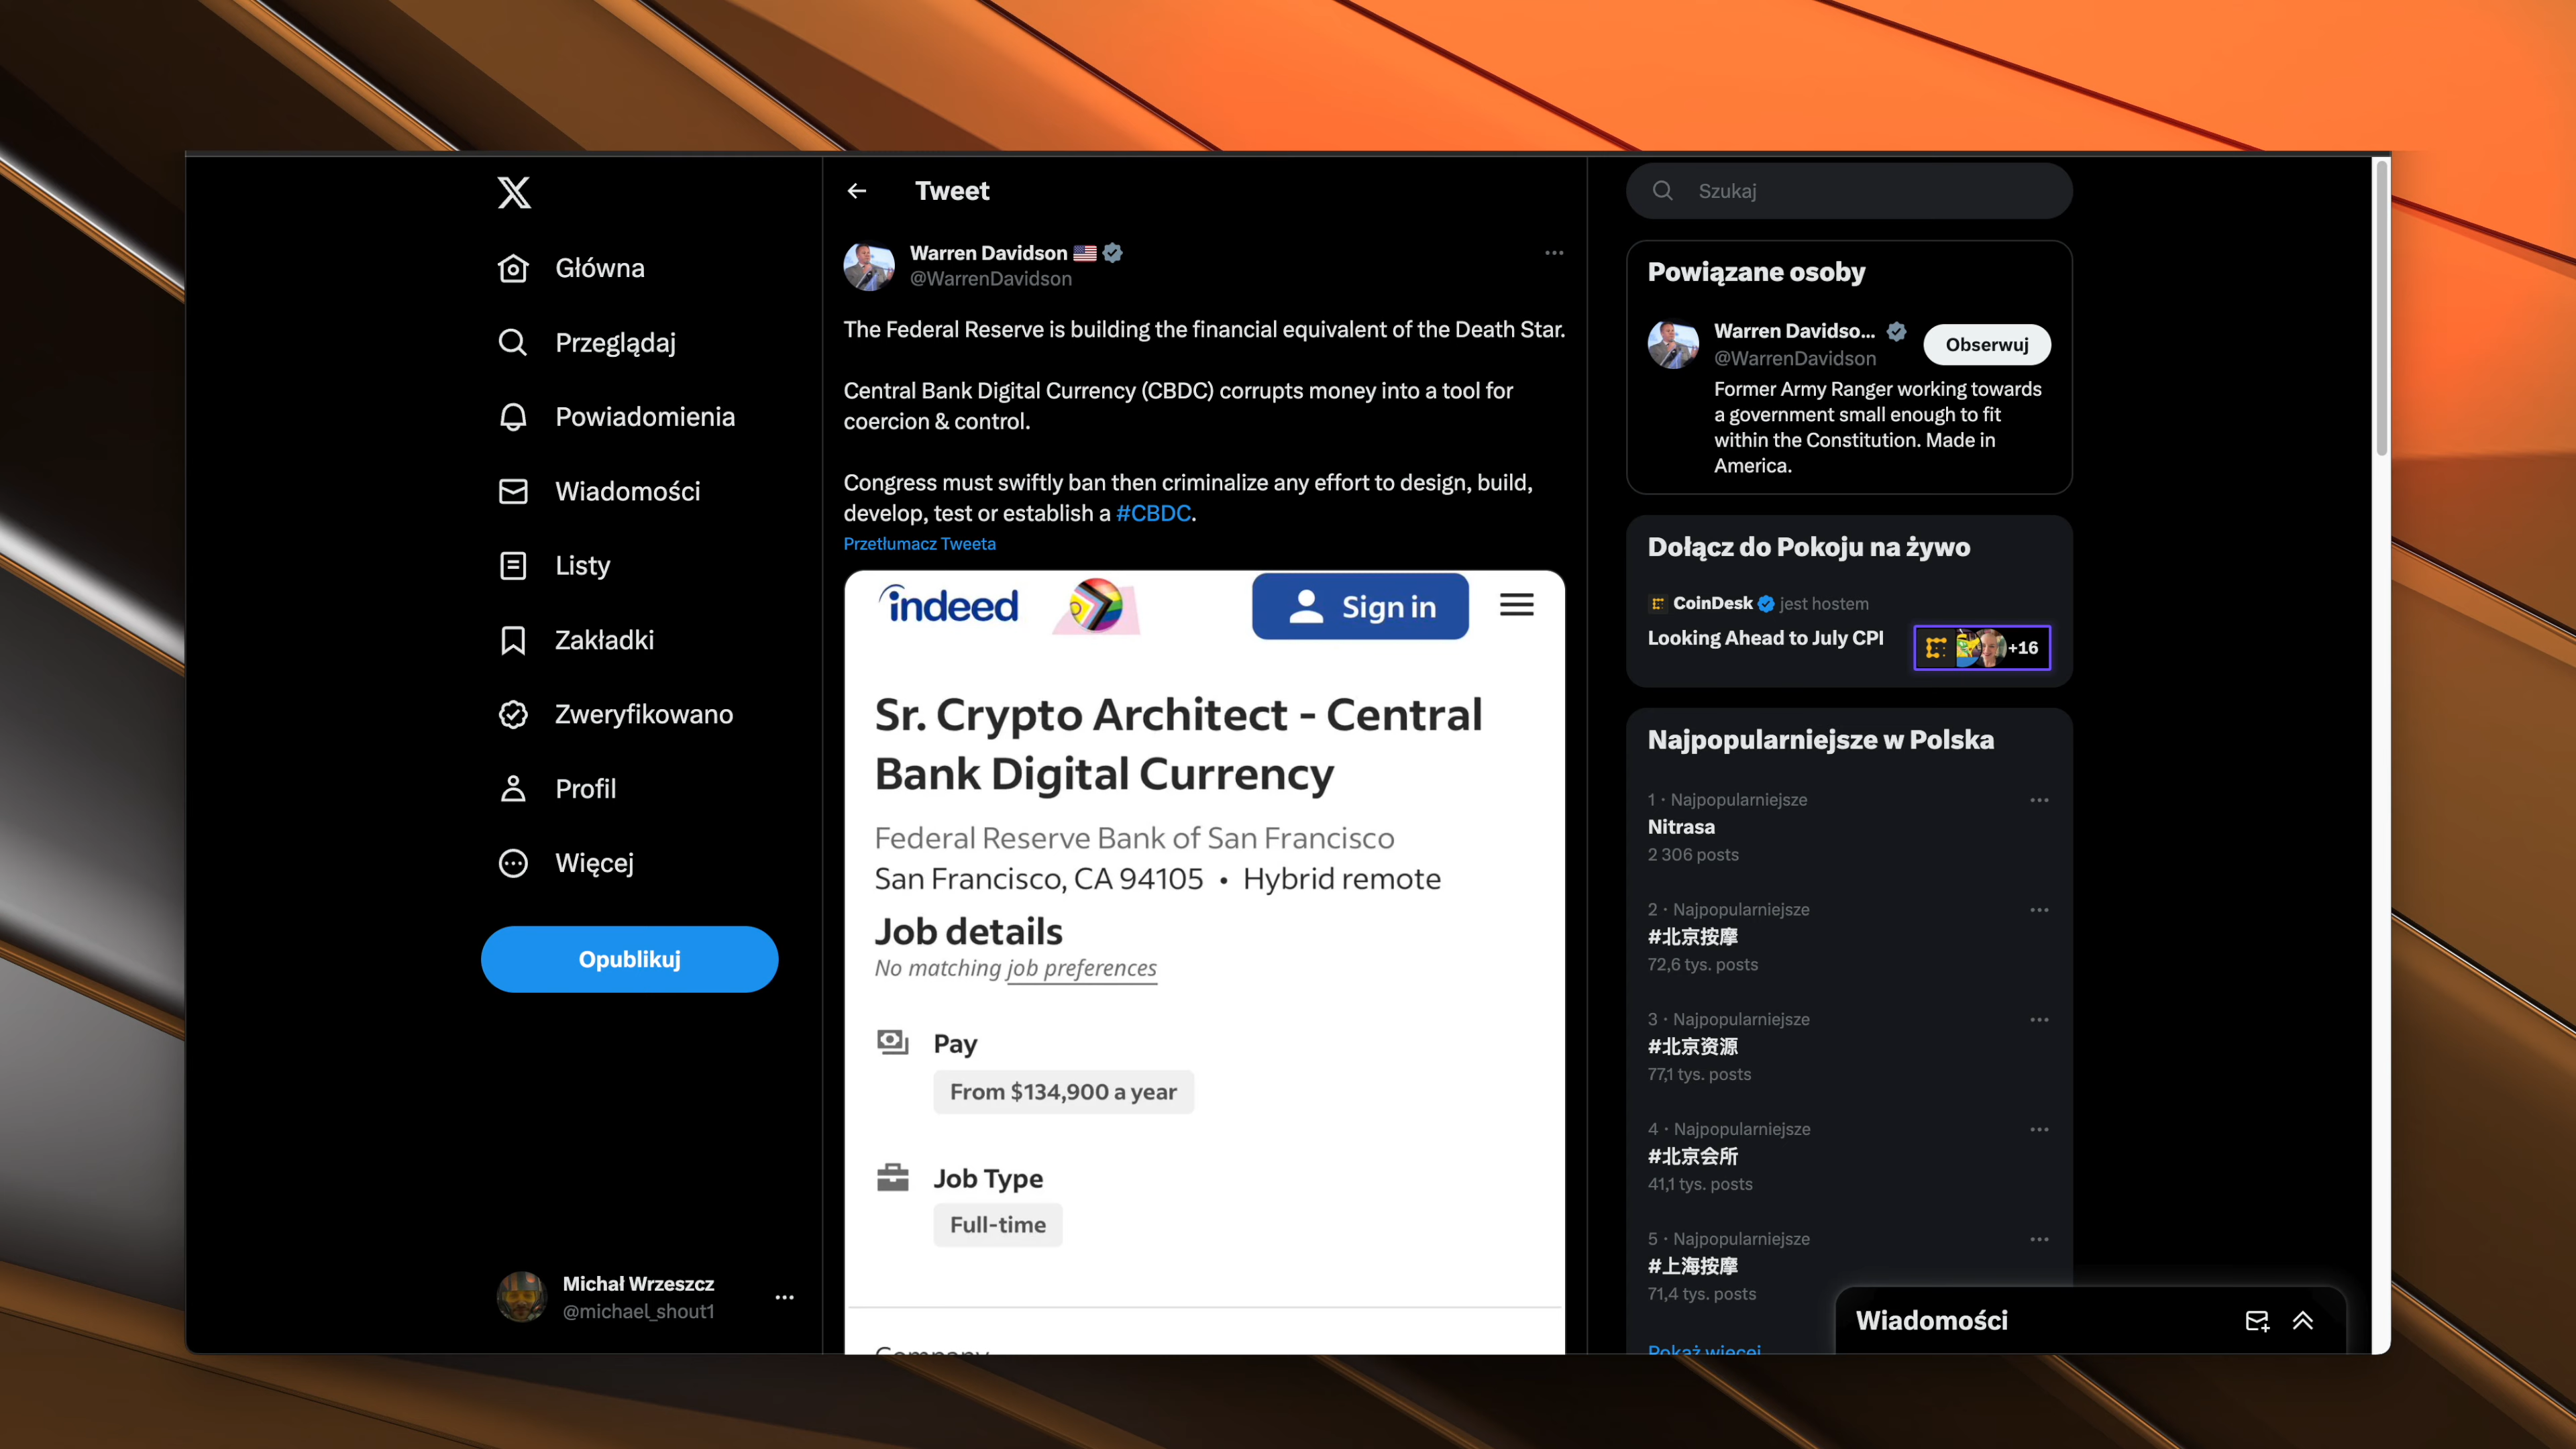 Główna
Przeglądaj
Powiadomienia
Wiadomości
Listy
Zakładki
Zweryfikowano
Profil
Więcej
Opublikuj
Michał Wrzeszcz
@michael_shout1
Tweet
Warren Davidson
@WarrenDavidson
The Federal Reserve is building the financial equivalent of the Death Star.
Central Bank Digital Currency (CBDC) corrupts money into a tool for
coercion & control.
Congress must swiftly ban then criminalize any effort to design, build,
develop, test or establish a #CBDC.
Przetłumacz Tweeta
indeed
Sign in
Sr. Crypto Architect - Central
Bank Digital Currency
Federal Reserve Bank of San Francisco
San Francisco, CA 94105 • Hybrid remote
Job details
No matching job preferences
Pay
From $134,900 a year
Job Type
Full-time
Company
Szukaj
Powiązane osoby
Warren Davidso...
@WarrenDavidson
Obserwuj
Former Army Ranger working towards
a government small enough to fit
within the Constitution. Made in
America.
Dołącz do Pokoju na żywo
CoinDesk jest hostem
Looking Ahead to July CPI
+16
Najpopularniejsze w Polska
1 · Najpopularniejsze
Nitrasa
2 306 posts
2 · Najpopularniejsze
#北京按摩
72,6 tys. posts
3 · Najpopularniejsze
#北京资源
77,1 tys. posts
4 · Najpopularniejsze
#北京会所
41,1 tys. posts
5 · Najpopularniejsze
#上海按摩
71,4 tys. posts
Pokaż więcej
Wiadomości